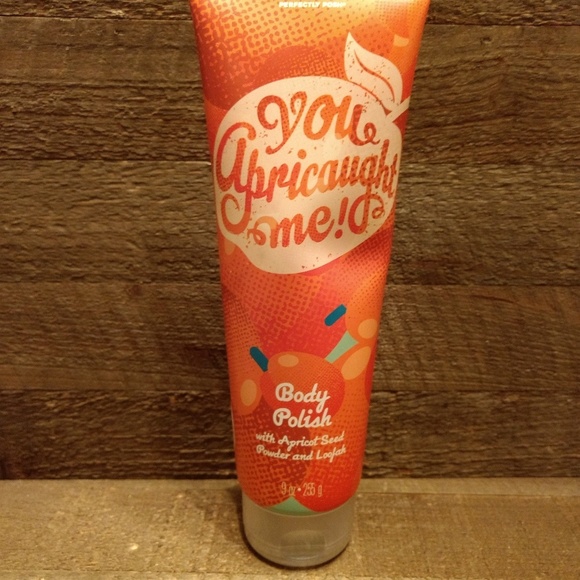 PERFECTLY POSH®
you
Apricaught
me!
Body
Polish
with Apricot Seed
Powder and Loofah
9 oz • 255 g